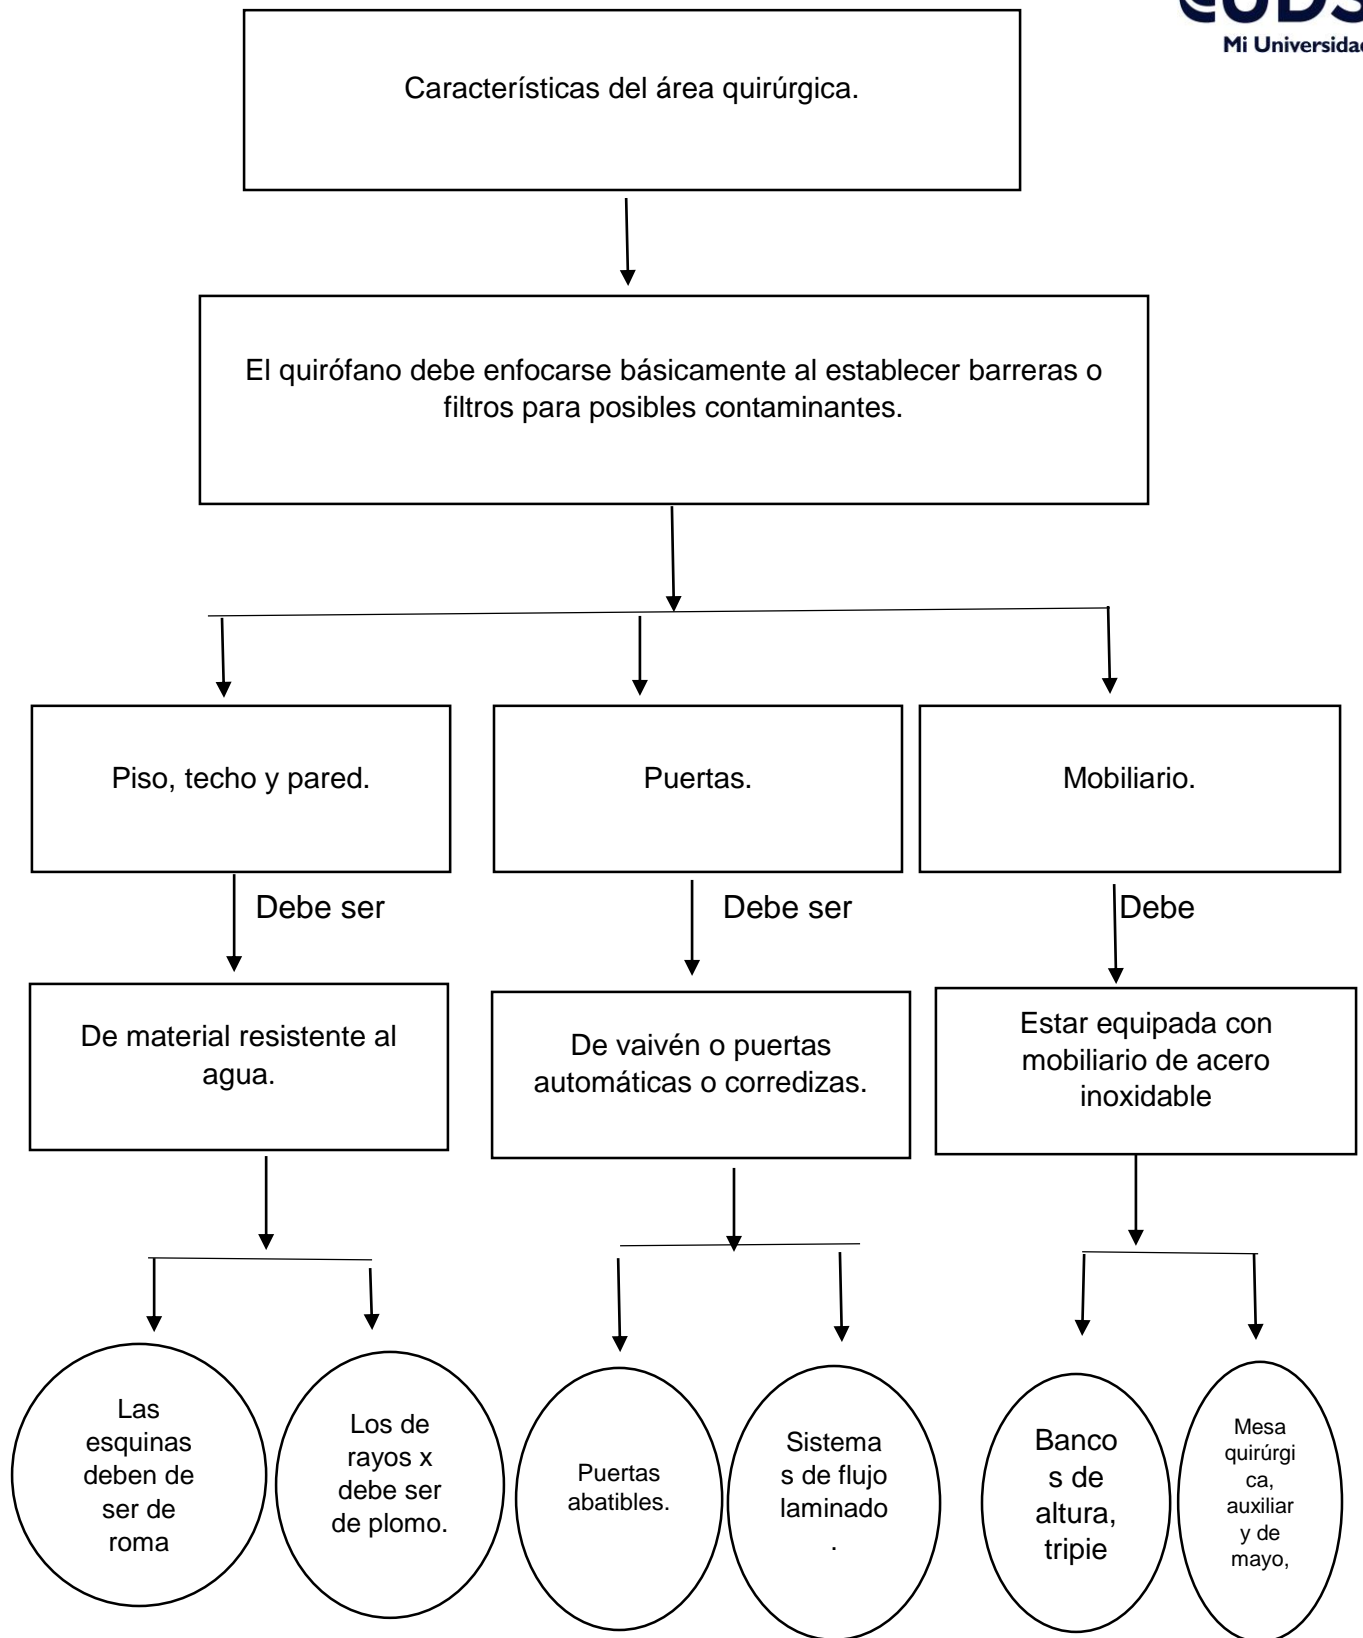 Mi Universidad
Características del área quirúrgica.
El quirófano debe enfocarse básicamente al establecer barreras o
filtros para posibles contaminantes.
Piso, techo y pared.
Puertas.
Mobiliario.
Debe ser
Debe ser
Debe
De material resistente al
agua.
De vaivén o puertas
automáticas o corredizas.
Estar equipada con
mobiliario de acero
inoxidable
Las
esquinas
deben de
ser de
roma
Los de
rayos x
debe ser
de plomo.
Puertas
abatibles.
Sistema
s de flujo
laminado
.
Banco
s de
altura,
tripie
Mesa
quirúrgi
ca,
auxiliar
y de
mayo,